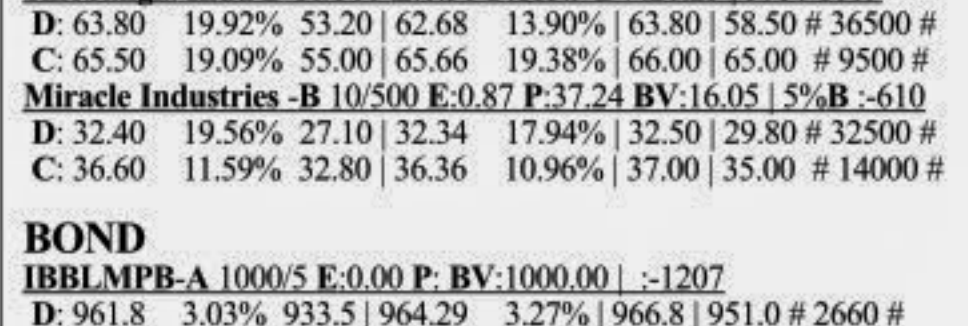 D: 63.80 19.92% 53.20 | 62.68 13.90% | 63.80 | 58.50 # 36500 #
C: 65.50 19.09% 55.00 | 65.66 19.38% | 66.00 | 65.00 # 9500 #
Miracle Industries -B 10/500 E:0.87 P:37.24 BV:16.05 | 5%B :-610
D: 32.40 19.56% 27.10 | 32.34 17.94% | 32.50 | 29.80 # 32500 #
C: 36.60 11.59% 32.80 | 36.36 10.96% | 37.00 | 35.00 # 14000 #
BOND
IBBLMPB-A 1000/5 E:0.00 P: BV:1000.00 | :-1207
D: 961.8 3.03% 933.5 | 964.29 3.27% | 966.8 | 951.0 # 2660 #